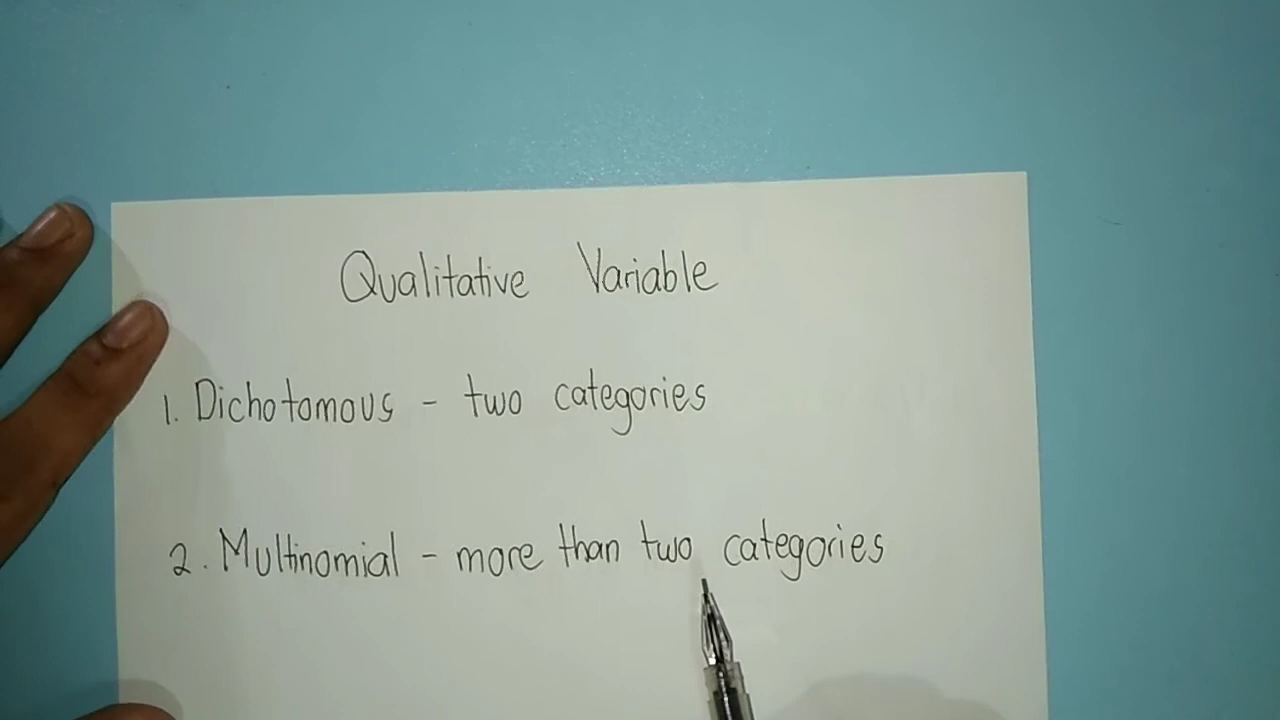 Qualitative Variable
1. Dichotomous - two categories
2. Multinomial - more than two categories